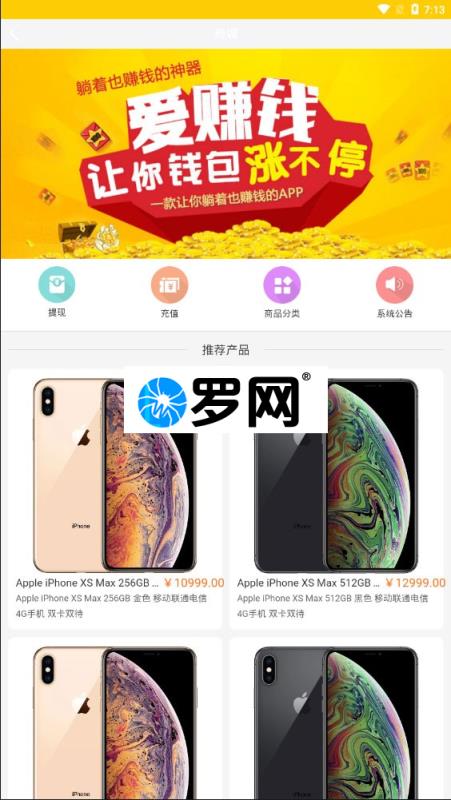 7:13
商城
躺着也赚钱的神器
爱赚钱
让你钱包涨不停
一款让你躺着也赚钱的APP
提现
充值
商品分类
系统公告
推荐产品
罗网®
iPhone
iPhone
Apple iPhone XS Max 256GB ... ￥10999.00
Apple iPhone XS Max 256GB 金色 移动联通电信
4G手机 双卡双待
Apple iPhone XS Max 512GB ... ￥12999.00
Apple iPhone XS Max 512GB 黑色 移动联通电信
4G手机 双卡双待